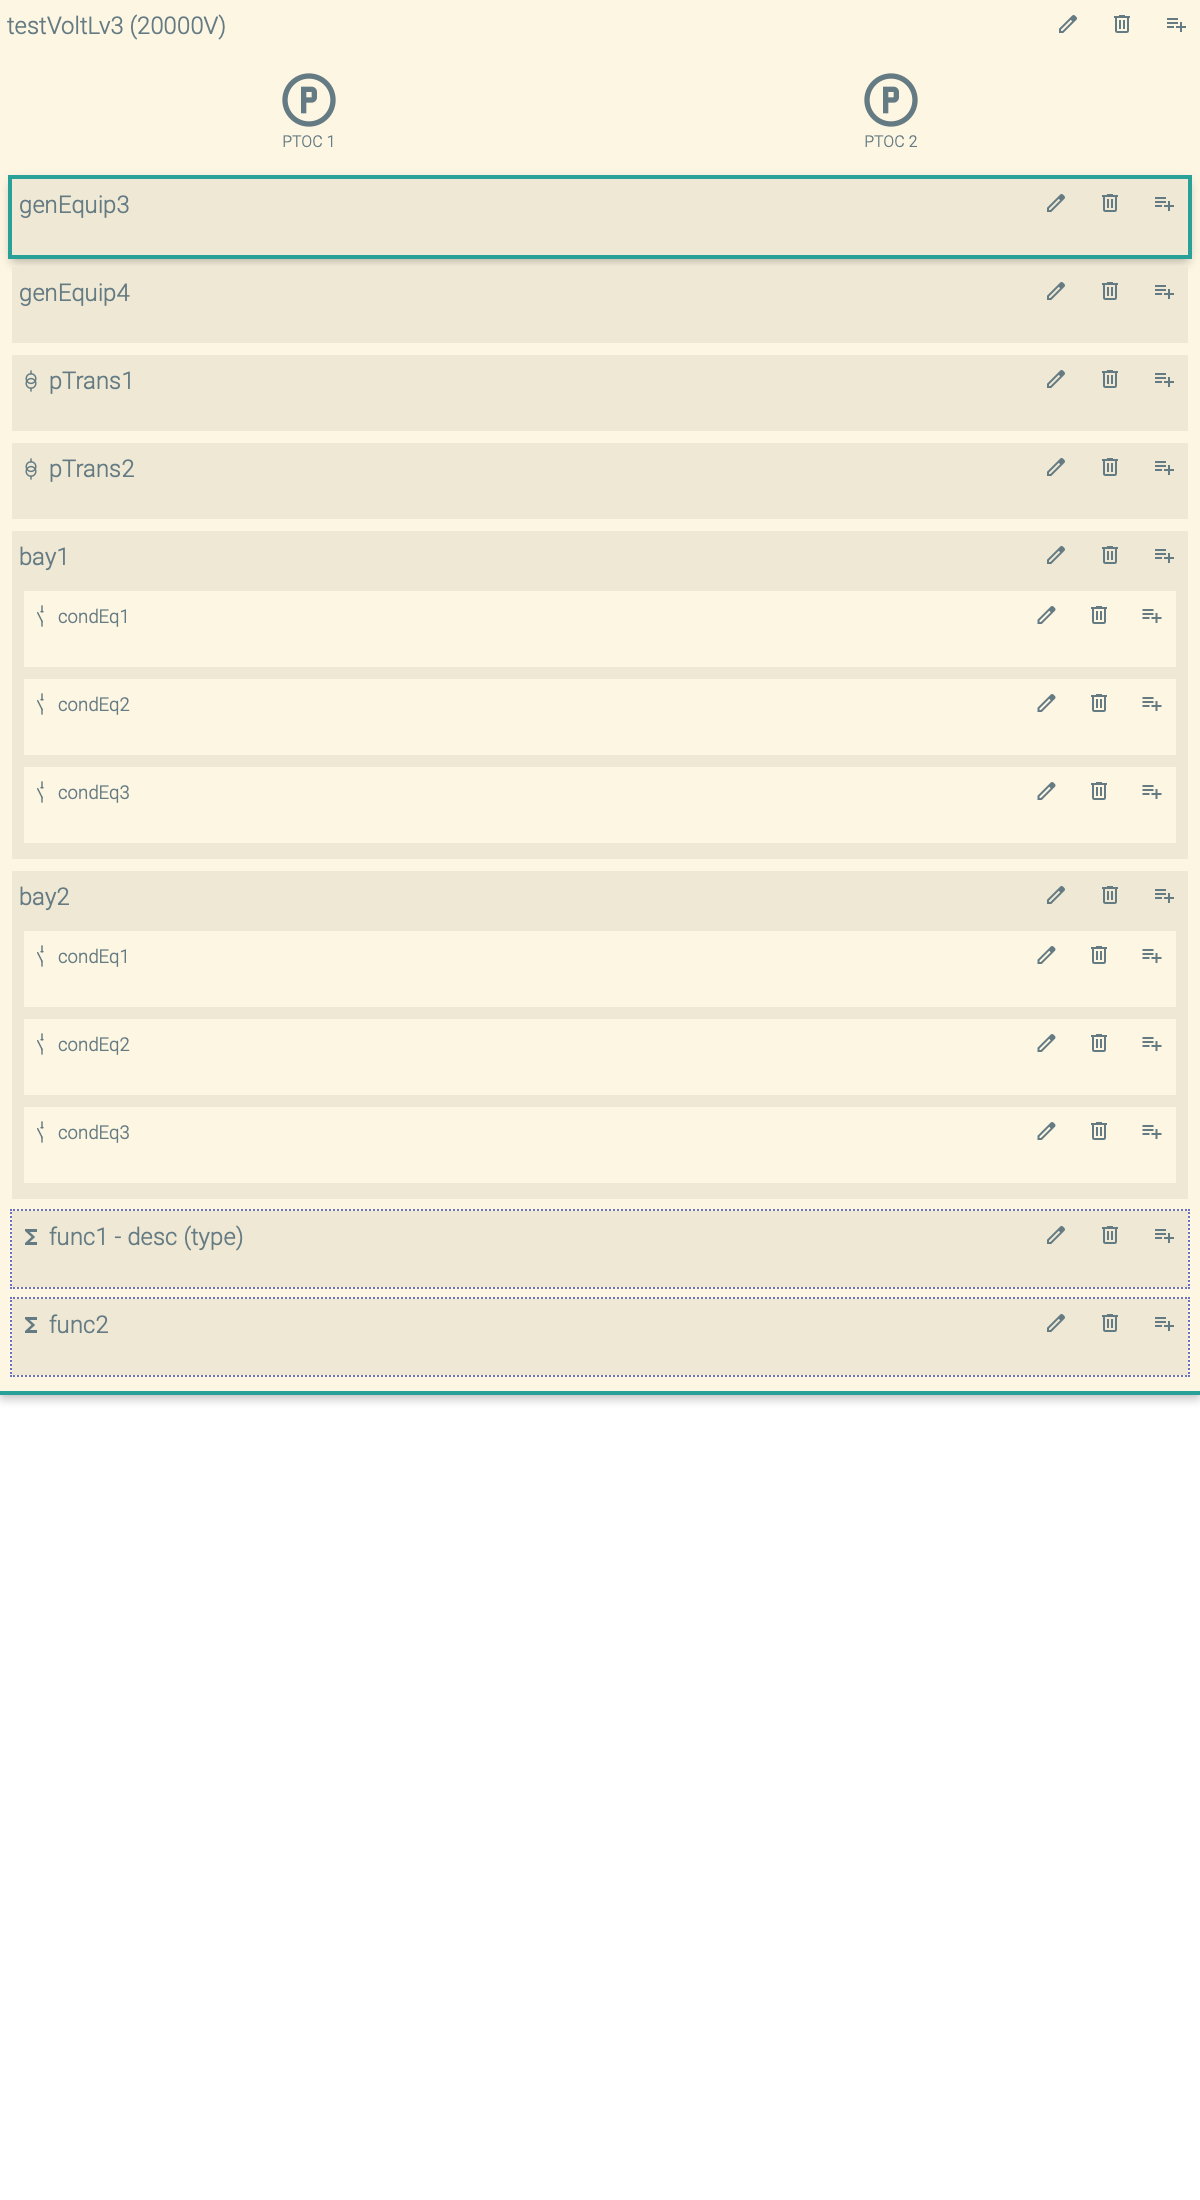 testVoltLv3 (20000V)
PTOC 1
PTOC 2
genEquip3
genEquip4
pTrans1
pTrans2
bay1
condEq1
condEq2
condEq3
bay2
condEq1
condEq2
condEq3
func1 - desc (type)
func2